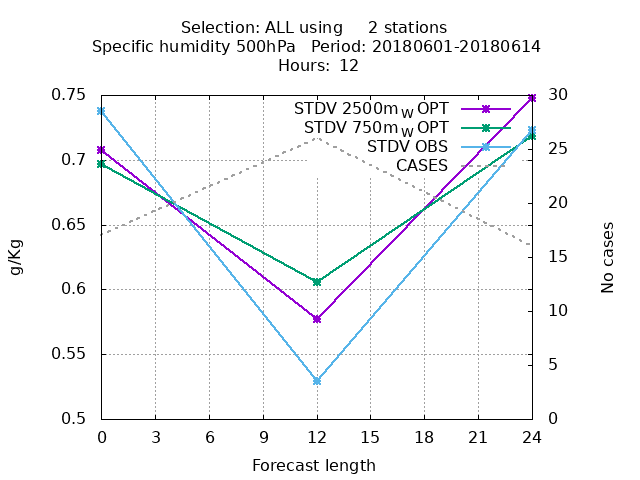 Selection: ALL using     2 stations
Specific humidity 500hPa   Period: 20180601-20180614
Hours:  12
STDV 2500m_W OPT
STDV 750m_W OPT
STDV OBS
CASES
0.75
0.7
0.65
0.6
0.55
0.5
30
25
20
15
10
5
0
g/Kg
No cases
0 3 6 9 12 15 18 21 24
Forecast length